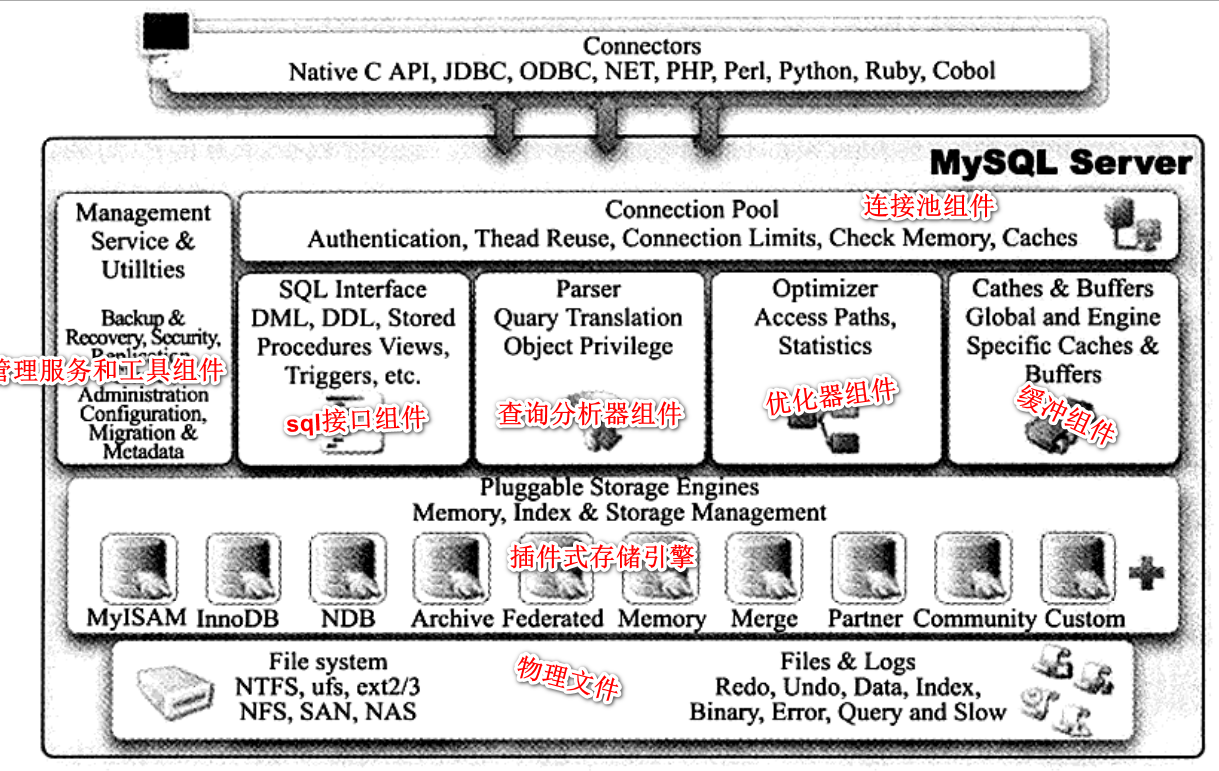 Connectors
Native C API, JDBC, ODBC, NET, PHP, Perl, Python, Ruby, Cobol
MySQL Server
Management
Service &
Utillties
Backup &
Recovery, Security,
Replication
管理服务和工具组件
Administration
Configuration,
Migration &
Metadata
Connection Pool
连接池组件
Authentication, Thead Reuse, Connection Limits, Check Memory, Caches
SQL Interface
DML, DDL, Stored
Procedures Views,
Triggers, etc.
sql接口组件
Parser
Quary Translation
Object Privilege
查询分析器组件
Optimizer
Access Paths,
Statistics
优化器组件
Cathes & Buffers
Global and Engine
Specific Caches &
Buffers
缓冲组件
Pluggable Storage Engines
Memory, Index & Storage Management
插件式存储引擎
MyISAM InnoDB NDB Archive Federated Memory Merge Partner Community Custom
File system
NTFS, ufs, ext2/3
NFS, SAN, NAS
物理文件
Files & Logs
Redo, Undo, Data, Index,
Binary, Error, Query and Slow